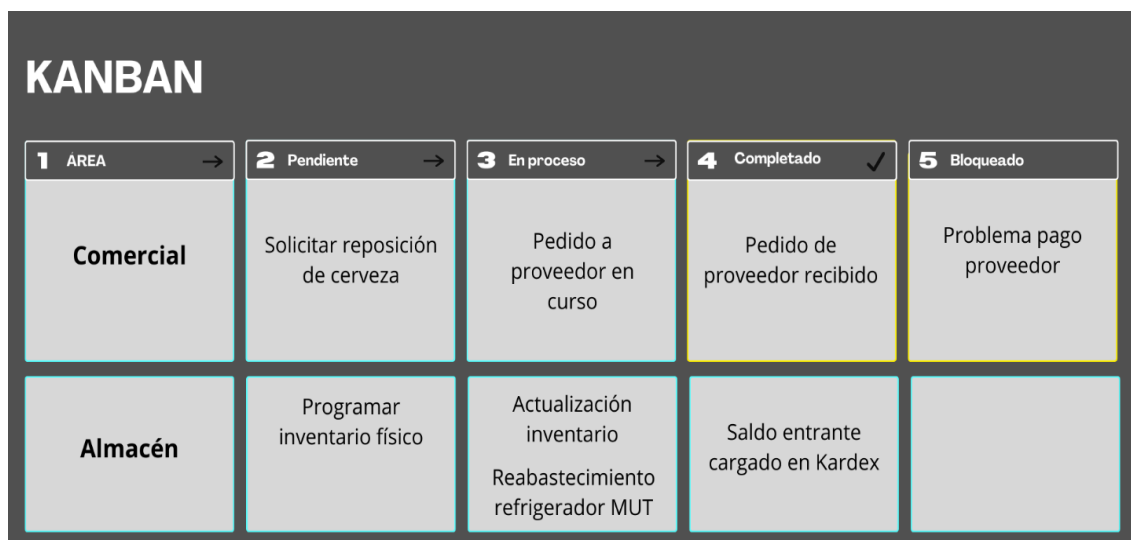 KANBAN
1 ÁREA
2 Pendiente
3 En proceso
4 Completado
5 Bloqueado
Comercial
Solicitar reposición
de cerveza
Pedido a
proveedor en
curso
Pedido de
proveedor recibido
Problema pago
proveedor
Almacén
Programar
inventario físico
Actualización
inventario
Reabastecimiento
refrigerador MUT
Saldo entrante
cargado en Kardex